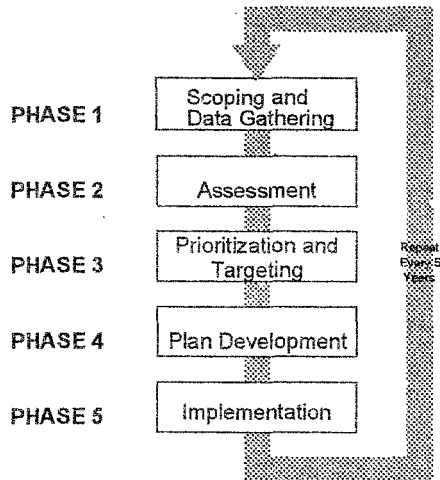 PHASE 1
Scoping and
Data Gathering
PHASE 2
Assessment
PHASE 3
Prioritization and
Targeting
Repeat
Every 5
Years
PHASE 4
Plan Development
PHASE 5
Implementation